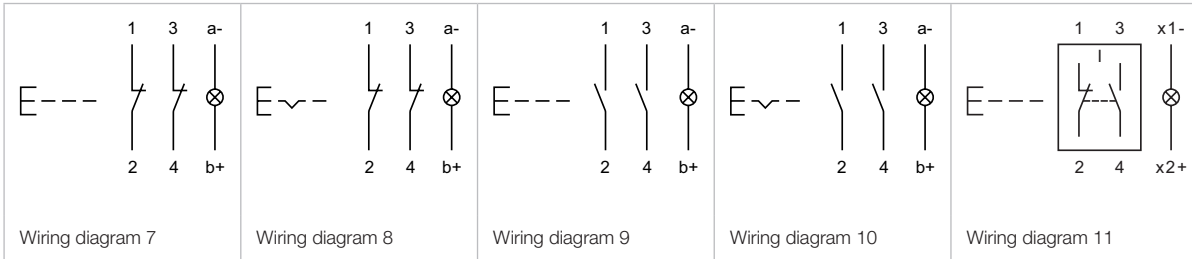 1 3 a-
2 4 b+
Wiring diagram 7
1 3 a-
2 4 b+
Wiring diagram 8
1 3 a-
2 4 b+
Wiring diagram 9
1 3 a-
2 4 b+
Wiring diagram 10
1 3 x1-
I
2 4 x2+
Wiring diagram 11